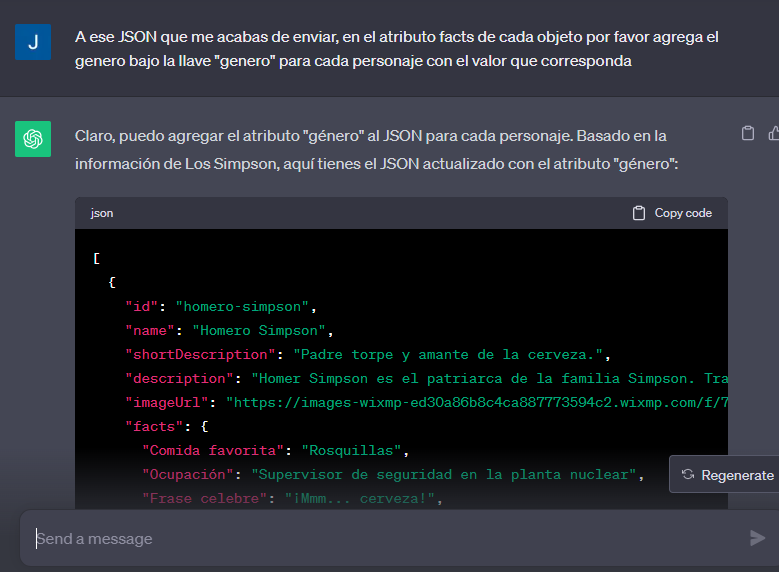 J
A ese JSON que me acabas de enviar, en el atributo facts de cada objeto por favor agrega el
genero bajo la llave "genero" para cada personaje con el valor que corresponda
Claro, puedo agregar el atributo "género" al JSON para cada personaje. Basado en la
información de Los Simpson, aquí tienes el JSON actualizado con el atributo "género":
json
Copy code
[
{
"id": "homero-simpson",
"name": "Homero Simpson",
"shortDescription": "Padre torpe y amante de la cerveza.",
"description": "Homer Simpson es el patriarca de la familia Simpson. Tra
"imageUrl": "https://images-wixmp-ed30a86b8c4ca887773594c2.wixmp.com/f/7
"facts": {
"Comida favorita": "Rosquillas",
"Ocupación": "Supervisor de seguridad en la planta nuclear",
"Frase celebre": "¡Mmm... cerveza!",
Regenerate
Send a message